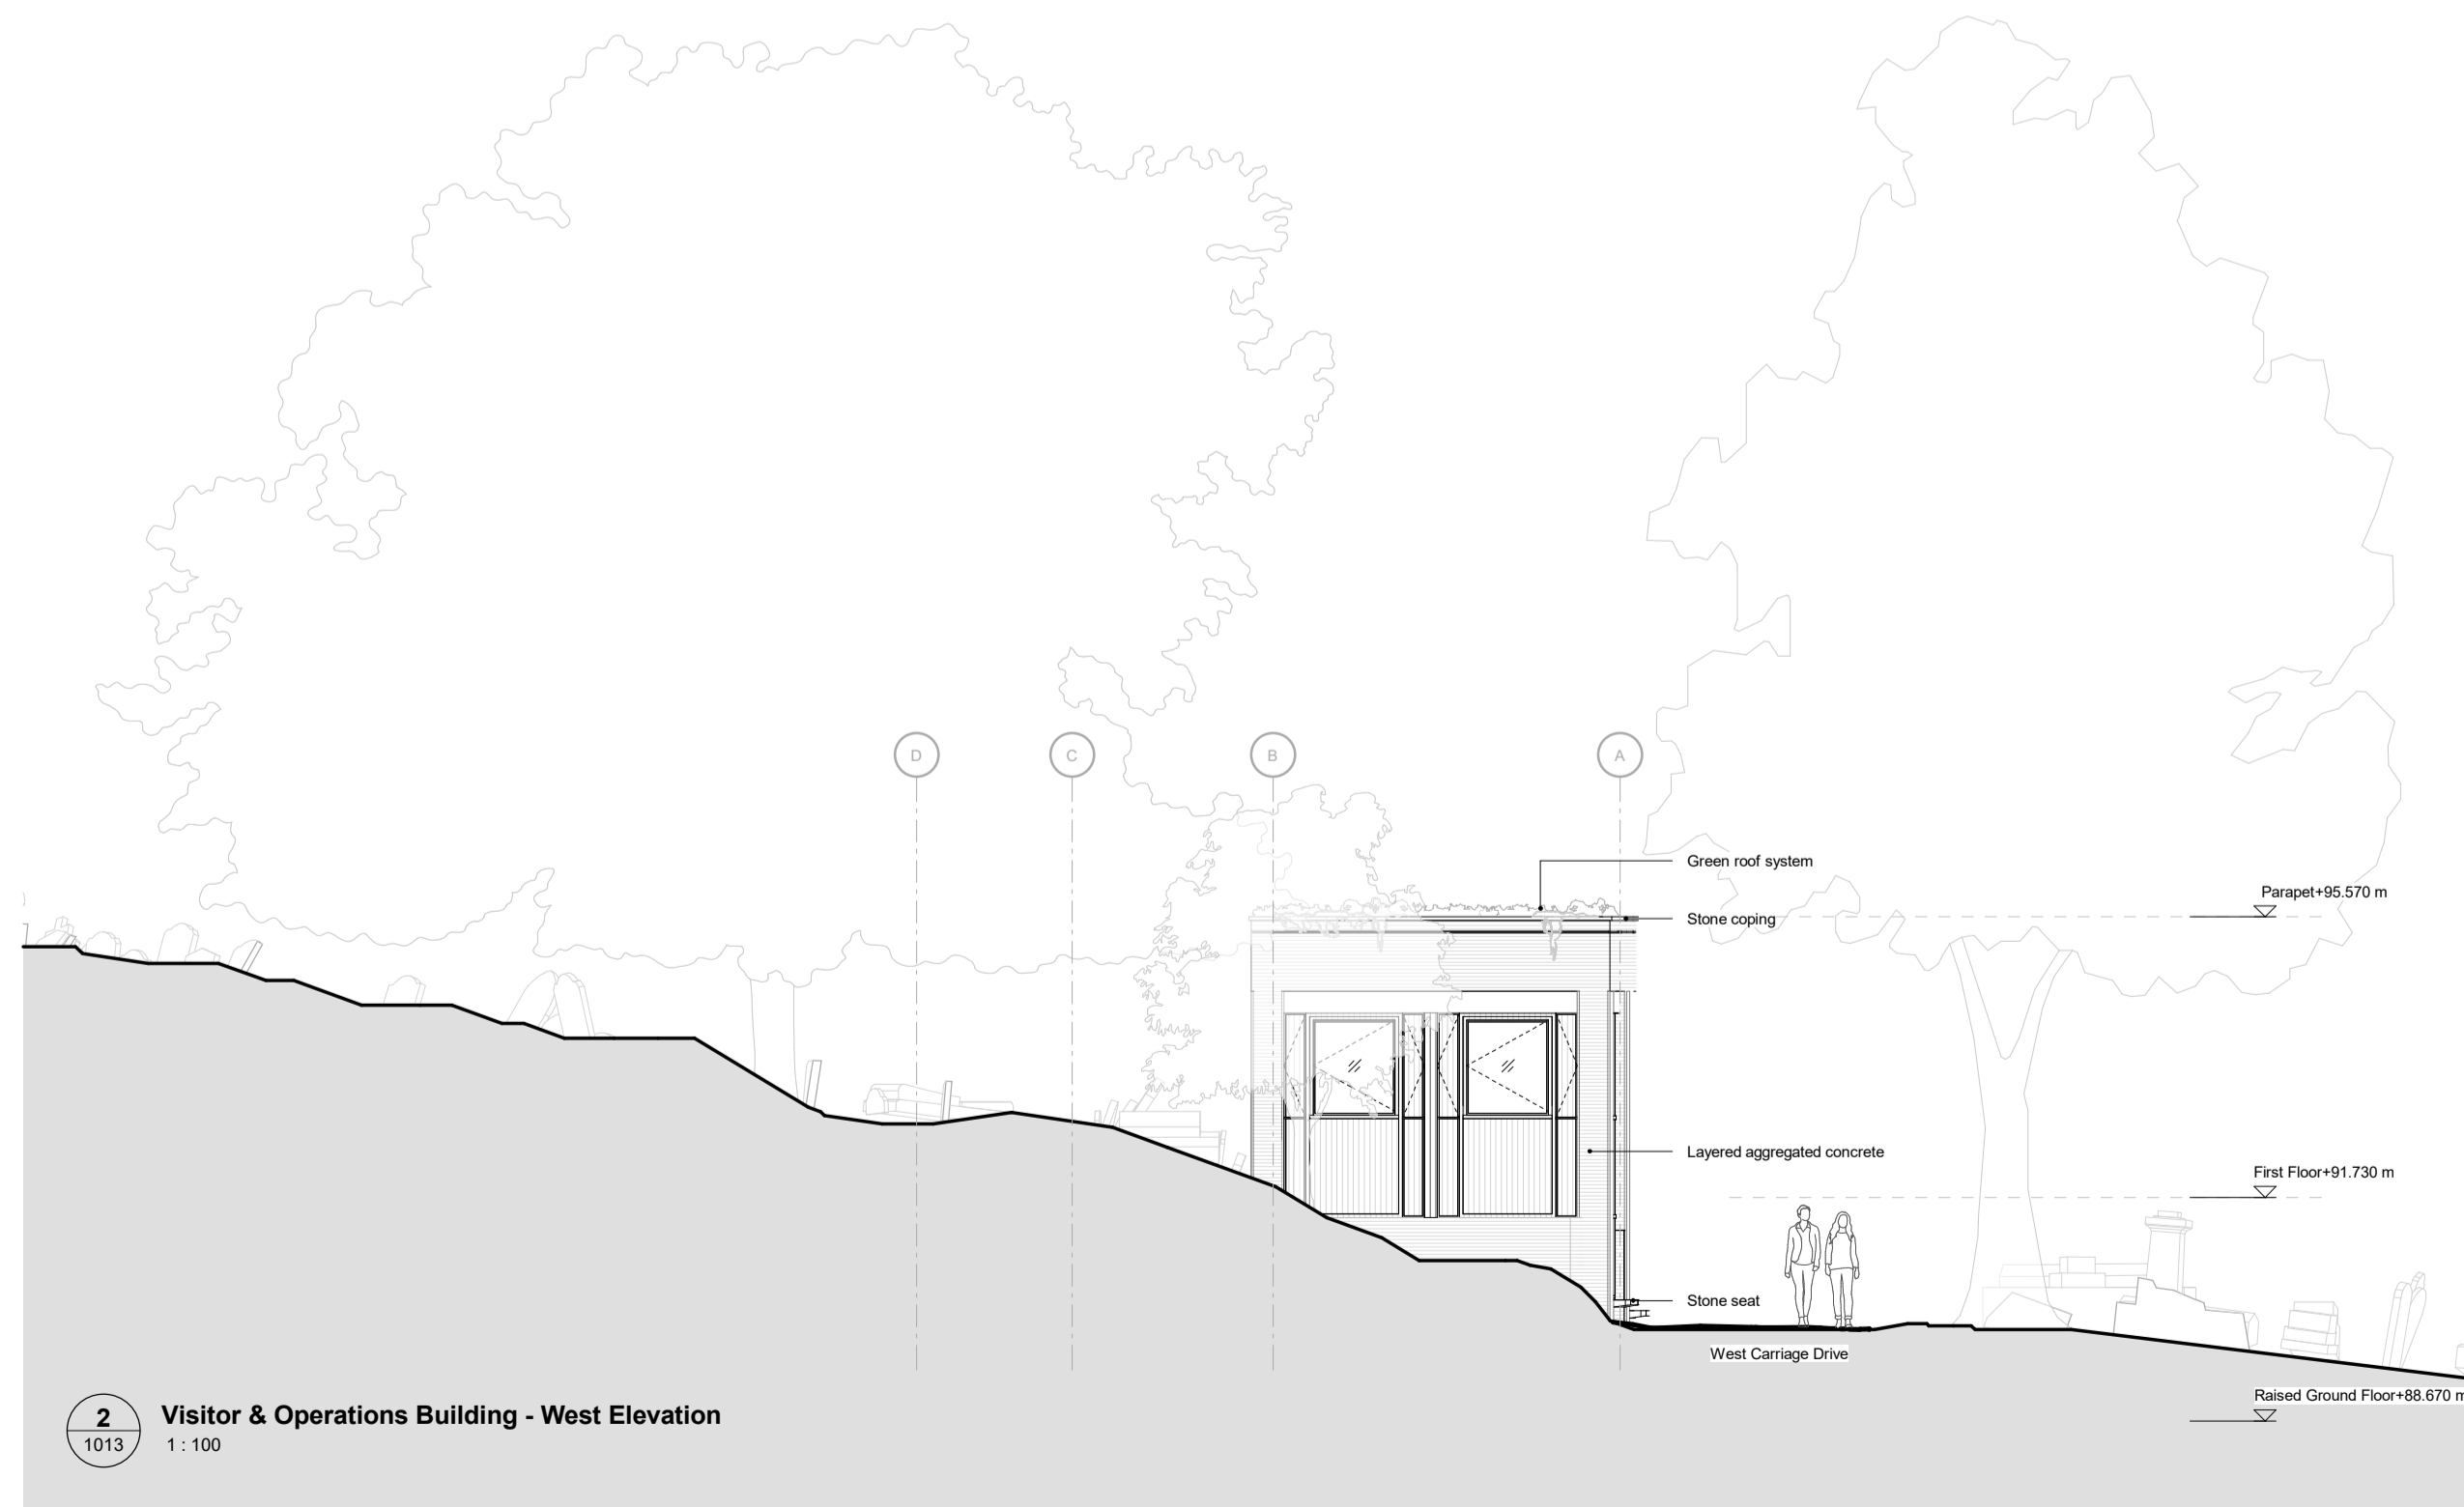 D
C
B
A
Green roof system
Parapet+95.570 m
Stone coping
Layered aggregated concrete
First Floor+91.730 m
Stone seat
West Carriage Drive
Raised Ground Floor+88.670 m
2
1013
Visitor & Operations Building - West Elevation
1 : 100